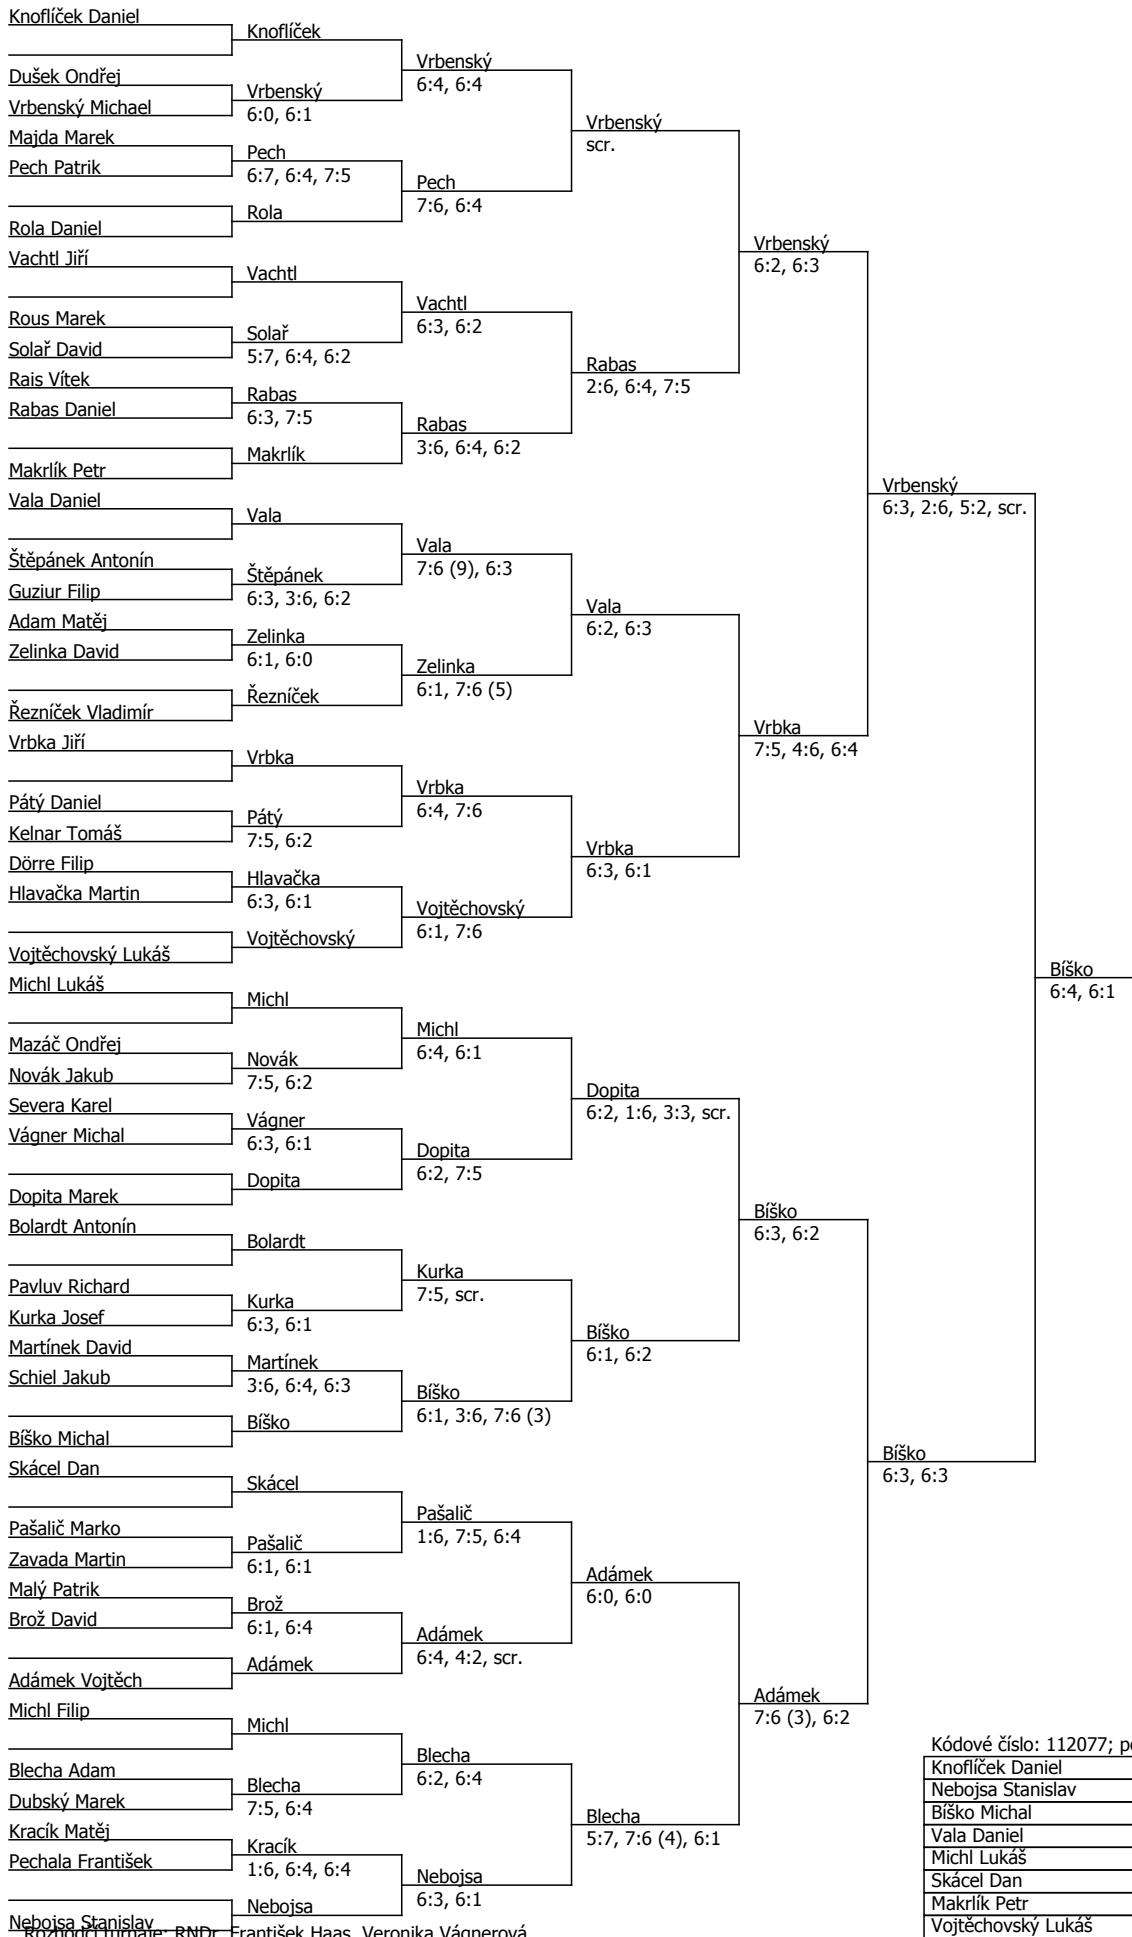 Knoflíček Daniel
Dušek Ondřej
Vrbenský Michael
Majda Marek
Pech Patrik
Rola Daniel
Vachtl Jiří
Rous Marek
Solař David
Rais Vítek
Rabas Daniel
Makrlík Petr
Vala Daniel
Štěpánek Antonín
Guziur Filip
Adam Matěj
Zelinka David
Řezníček Vladimír
Vrbka Jiří
Pátý Daniel
Kelnar Tomáš
Dörre Filip
Hlavačka Martin
Vojtěchovský Lukáš
Michl Lukáš
Mazáč Ondřej
Novák Jakub
Severa Karel
Vágner Michal
Dopita Marek
Bolardt Antonín
Pavluv Richard
Kurka Josef
Martínek David
Schiel Jakub
Bíško Michal
Skácel Dan
Pašalič Marko
Zavada Martin
Malý Patrik
Brož David
Adámek Vojtěch
Michl Filip
Blecha Adam
Dubský Marek
Kracík Matěj
Pechala František
Nebojsa Stanislav
Knoflíček
Vrbenský
6:0, 6:1
Pech
6:7, 6:4, 7:5
Rola
Vachtl
Solař
5:7, 6:4, 6:2
Rabas
6:3, 7:5
Makrlík
Vala
Štěpánek
6:3, 3:6, 6:2
Zelinka
6:1, 6:0
Řezníček
Vrbka
Pátý
7:5, 6:2
Hlavačka
6:3, 6:1
Vojtěchovský
Michl
Novák
7:5, 6:2
Vágner
6:3, 6:1
Dopita
Bolardt
Kurka
6:3, 6:1
Martínek
3:6, 6:4, 6:3
Bíško
Skácel
Pašalič
6:1, 6:1
Brož
6:1, 6:4
Adámek
Michl
Blecha
7:5, 6:4
Kracík
1:6, 6:4, 6:4
Nebojsa
Vrbenský
6:4, 6:4
Pech
7:6, 6:4
Vachtl
6:3, 6:2
Rabas
3:6, 6:4, 6:2
Vala
7:6 (9), 6:3
Zelinka
6:1, 7:6 (5)
Vrbka
6:4, 7:6
Vojtěchovský
6:1, 7:6
Michl
6:4, 6:1
Dopita
6:2, 7:5
Kurka
7:5, scr.
Bíško
6:1, 3:6, 7:6 (3)
Pašalič
1:6, 7:5, 6:4
Adámek
6:4, 4:2, scr.
Blecha
6:2, 6:4
Nebojsa
6:3, 6:1
Vrbenský
scr.
Rabas
2:6, 6:4, 7:5
Vala
6:2, 6:3
Vrbka
6:3, 6:1
Dopita
6:2, 1:6, 3:3, scr.
Bíško
6:1, 6:2
Adámek
6:0, 6:0
Blecha
5:7, 7:6 (4), 6:1
Vrbenský
6:2, 6:3
Vrbka
7:5, 4:6, 6:4
Bíško
6:3, 6:2
Adámek
7:6 (3), 6:2
Vrbenský
6:3, 2:6, 5:2, scr.
Bíško
6:3, 6:3
Bíško
6:4, 6:1
Kódové číslo: 112077;
Knoflíček Daniel
Nebojsa Stanislav
Bíško Michal
Vala Daniel
Michl Lukáš
Skácel Dan
Makrlík Petr
Vojtěchovský Lukáš
Rozhodčí turnaje: RNDr. František Haas, Veronika Vágnerová